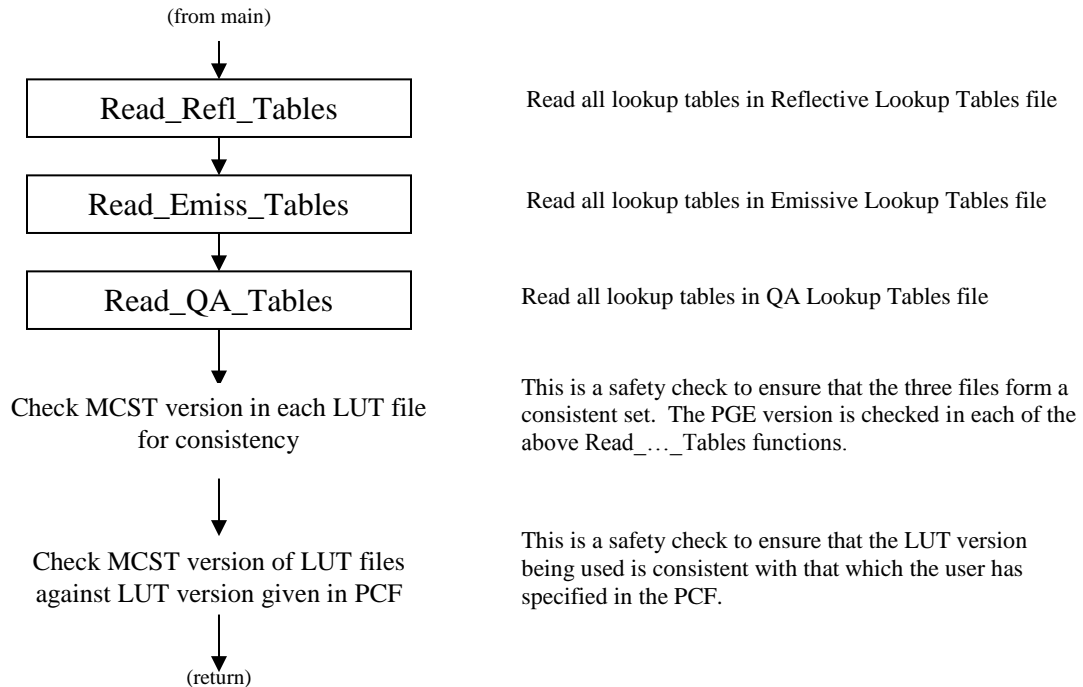 (from main)
Read_Refl_Tables
Read all lookup tables in Reflective Lookup Tables file
Read_Emiss_Tables
Read all lookup tables in Emissive Lookup Tables file
Read_QA_Tables
Read all lookup tables in QA Lookup Tables file
Check MCST version in each LUT file
for consistency
This is a safety check to ensure that the three files form a
consistent set. The PGE version is checked in each of the
above Read_…_Tables functions.
Check MCST version of LUT files
against LUT version given in PCF
This is a safety check to ensure that the LUT version
being used is consistent with that which the user has
specified in the PCF.
(return)